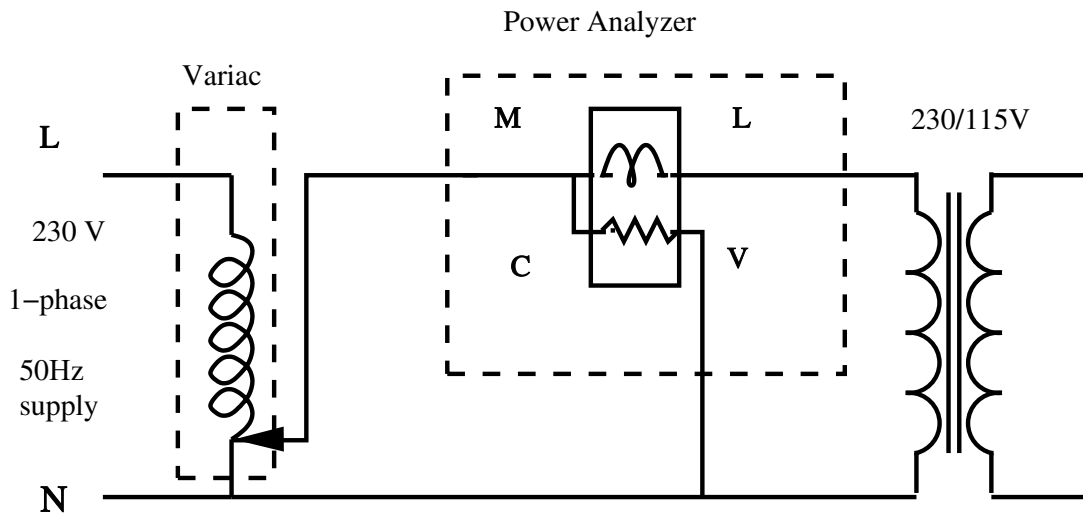 Power Analyzer
Variac
M
L
230/115V
L
230 V
C
V
1−phase
50Hz
supply
N